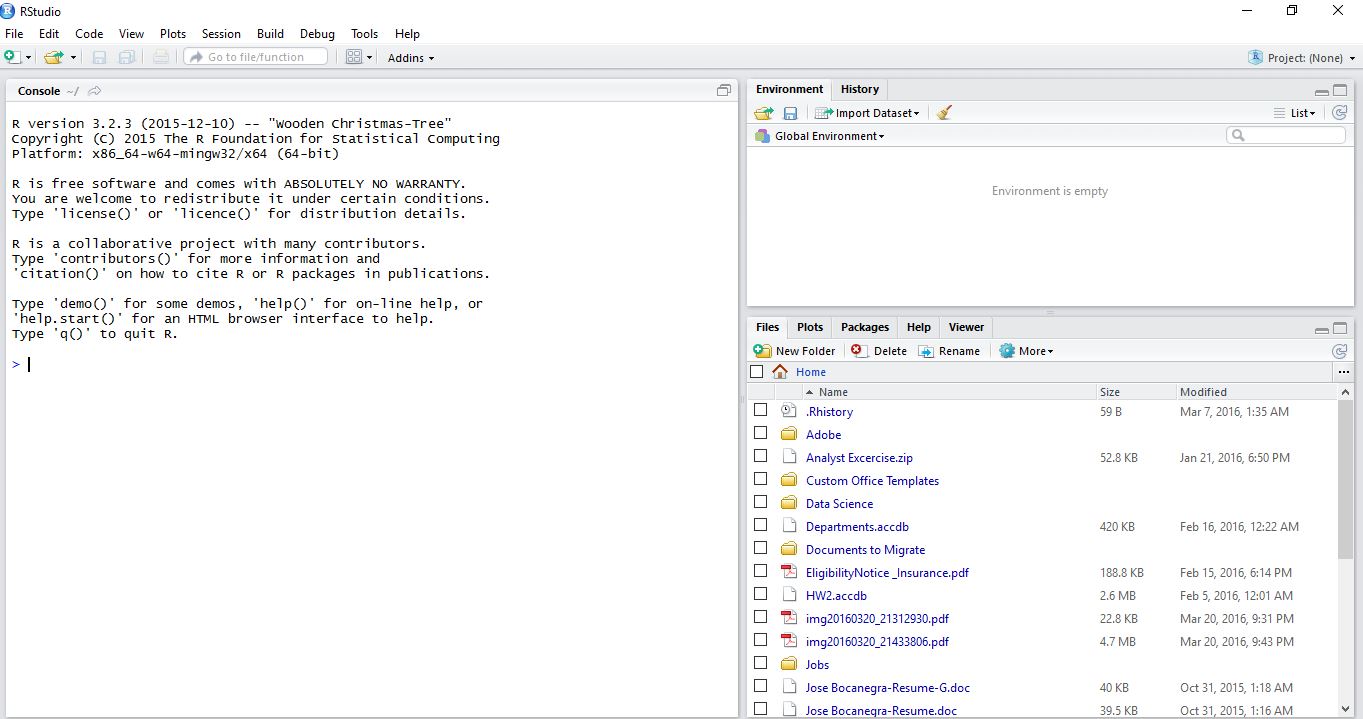 RStudio
File Edit Code View Plots Session Build Debug Tools Help
Go to file/function Addins Project: (None)
Console ~/
R version 3.2.3 (2015-12-10) -- "Wooden Christmas-Tree"
Copyright (C) 2015 The R Foundation for Statistical Computing
Platform: x86_64-w64-mingw32/x64 (64-bit)
R is free software and comes with ABSOLUTELY NO WARRANTY.
You are welcome to redistribute it under certain conditions.
Type 'license()' or 'licence()' for distribution details.
R is a collaborative project with many contributors.
Type 'contributors()' for more information and
'citation()' on how to cite R or R packages in publications.
Type 'demo()' for some demos, 'help()' for on-line help, or
'help.start()' for an HTML browser interface to help.
Type 'q()' to quit R.
>
Environment History
Import Dataset List
Global Environment
Environment is empty
Files Plots Packages Help Viewer
New Folder Delete Rename More
Home ...
Name Size Modified
.Rhistory 59 B Mar 7, 2016, 1:35 AM
Adobe
Analyst Excercise.zip 52.8 KB Jan 21, 2016, 6:50 PM
Custom Office Templates
Data Science
Departments.accdb 420 KB Feb 16, 2016, 12:22 AM
Documents to Migrate
EligibilityNotice _Insurance.pdf 188.8 KB Feb 15, 2016, 6:14 PM
HW2.accdb 2.6 MB Feb 5, 2016, 12:01 AM
img20160320_21312930.pdf 22.8 KB Mar 20, 2016, 9:31 PM
img20160320_21433806.pdf 4.7 MB Mar 20, 2016, 9:43 PM
Jobs
Jose Bocanegra-Resume-G.doc 40 KB Oct 31, 2015, 1:18 AM
Jose Bocanegra-Resume.doc 39.5 KB Oct 31, 2015, 1:16 AM